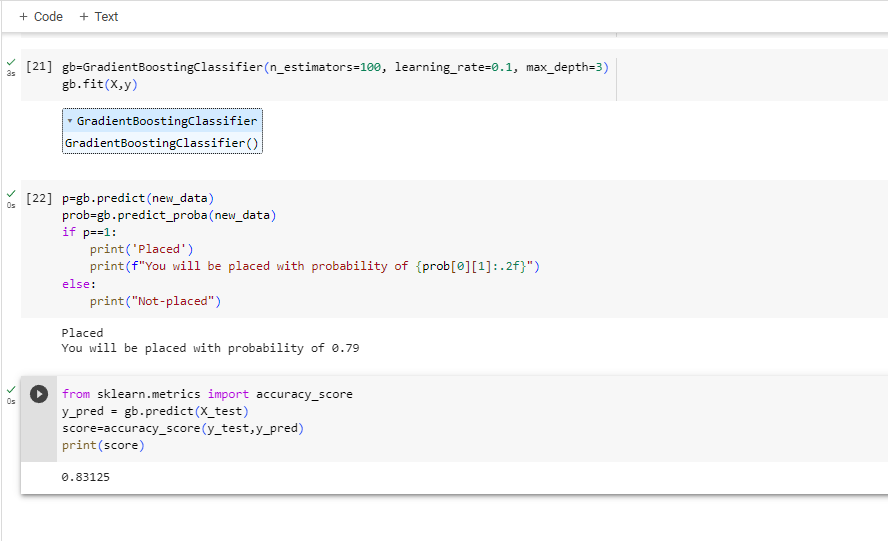 + Code + Text
[21] gb=GradientBoostingClassifier(n_estimators=100, learning_rate=0.1, max_depth=3)
3s
gb.fit(X,y)
▾ GradientBoostingClassifier
GradientBoostingClassifier()
[22] p=gb.predict(new_data)
0s
prob=gb.predict_proba(new_data)
if p==1:
    print('Placed')
    print(f"You will be placed with probability of {prob[0][1]:.2f}")
else:
    print("Not-placed")
Placed
You will be placed with probability of 0.79
from sklearn.metrics import accuracy_score
0s
y_pred = gb.predict(X_test)
score=accuracy_score(y_test,y_pred)
print(score)
0.83125